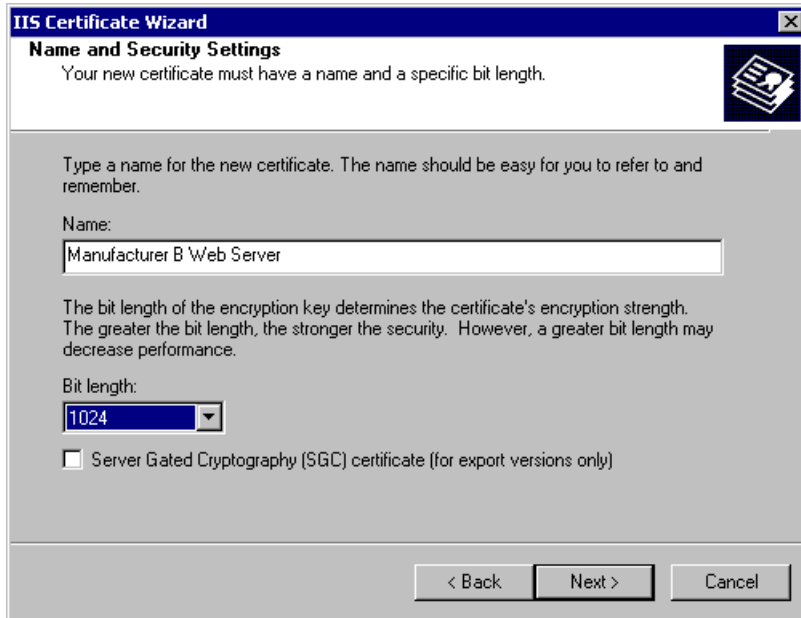 IIS Certificate Wizard
Name and Security Settings
Your new certificate must have a name and a specific bit length.
Type a name for the new certificate. The name should be easy for you to refer to and
remember.
Name:
Manufacturer B Web Server
The bit length of the encryption key determines the certificate's encryption strength.
The greater the bit length, the stronger the security.  However, a greater bit length may
decrease performance.
Bit length:
1024
Server Gated Cryptography (SGC) certificate (for export versions only)
< Back
Next >
Cancel